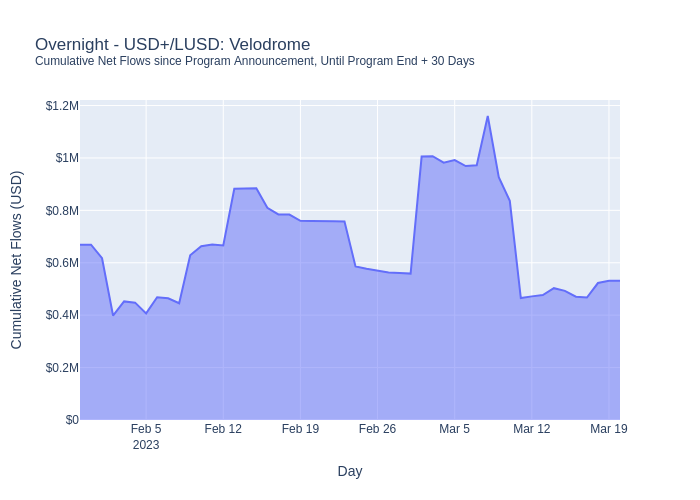 Overnight - USD+/LUSD: Velodrome
Cumulative Net Flows since Program Announcement, Until Program End + 30 Days
Cumulative Net Flows (USD)
$1.2M
$1M
$0.8M
$0.6M
$0.4M
$0.2M
$0
Feb 5 Feb 12 Feb 19 Feb 26 Mar 5 Mar 12 Mar 19
2023
Day